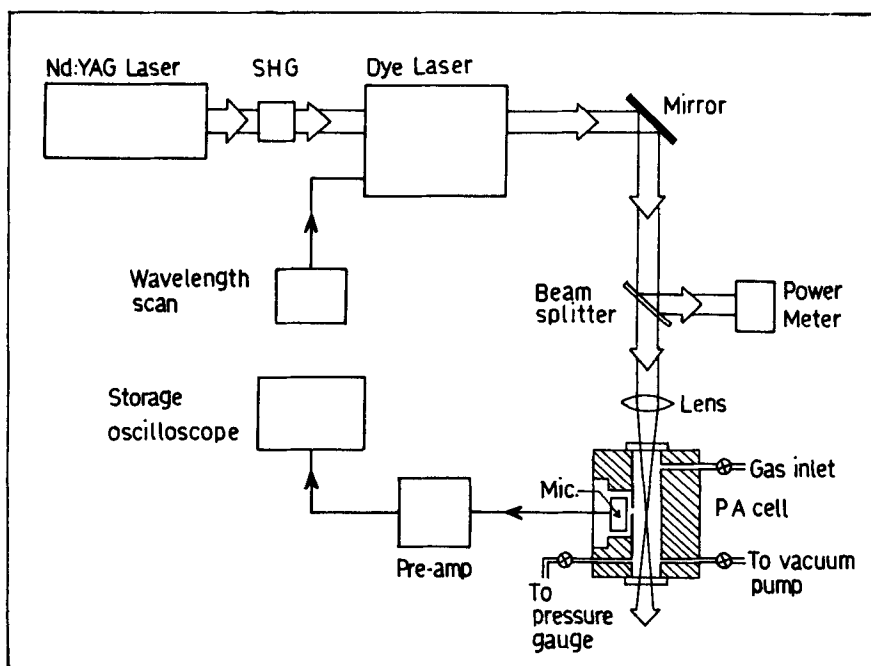 Nd:YAG Laser
SHG
Dye Laser
Mirror
Wavelength
scan
Beam
splitter
Power
Meter
Storage
oscilloscope
Lens
Gas inlet
Mic.
PA cell
Pre-amp
To
pressure
gauge
To vacuum
pump